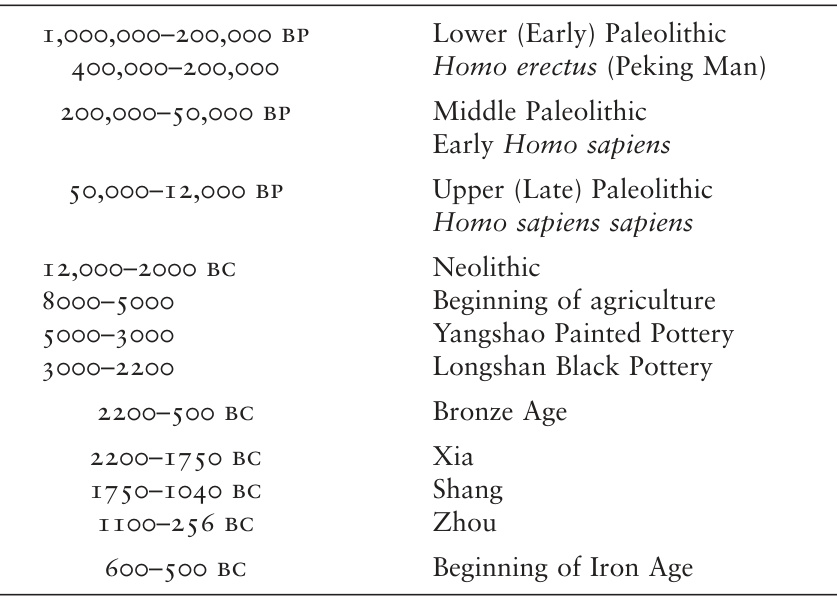 1,000,000–200,000 BP Lower (Early) Paleolithic
400,000–200,000 Homo erectus (Peking Man)
200,000–50,000 BP Middle Paleolithic
Early Homo sapiens
50,000–12,000 BP Upper (Late) Paleolithic
Homo sapiens sapiens
12,000–2000 BC Neolithic
8000–5000 Beginning of agriculture
5000–3000 Yangshao Painted Pottery
3000–2200 Longshan Black Pottery
2200–500 BC Bronze Age
2200–1750 BC Xia
1750–1040 BC Shang
1100–256 BC Zhou
600–500 BC Beginning of Iron Age